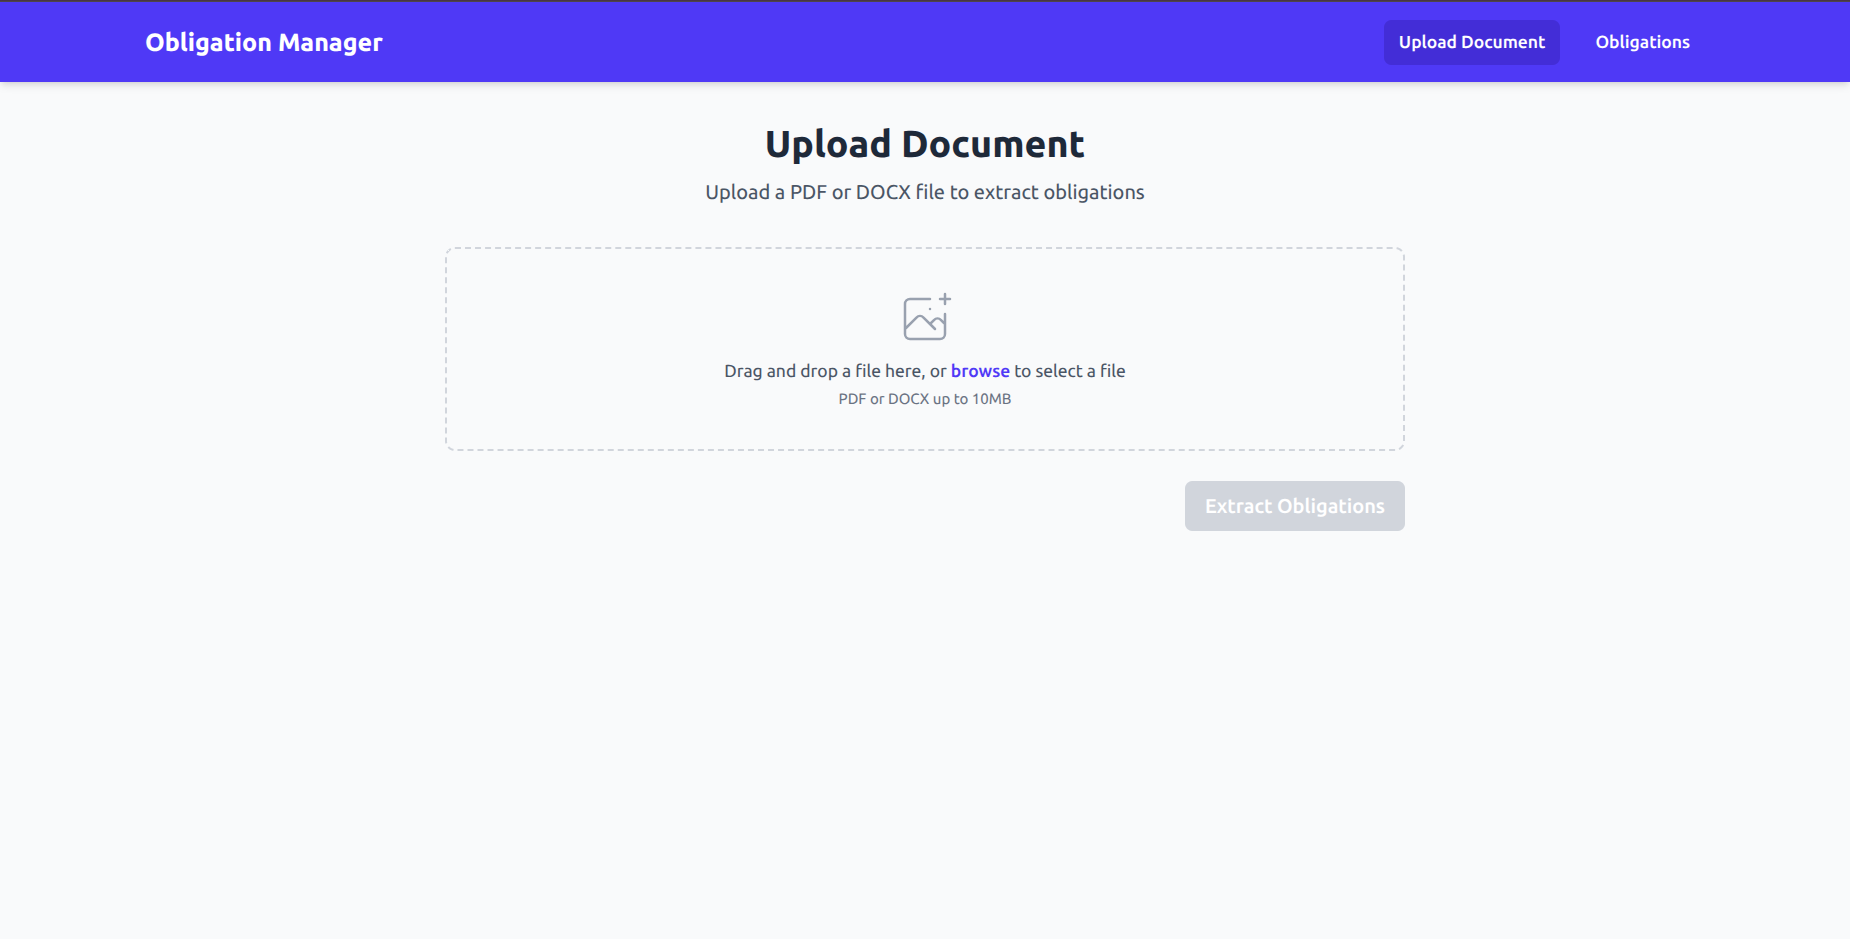 Obligation Manager
Upload Document
Obligations
Upload Document
Upload a PDF or DOCX file to extract obligations
Drag and drop a file here, or browse to select a file
PDF or DOCX up to 10MB
Extract Obligations